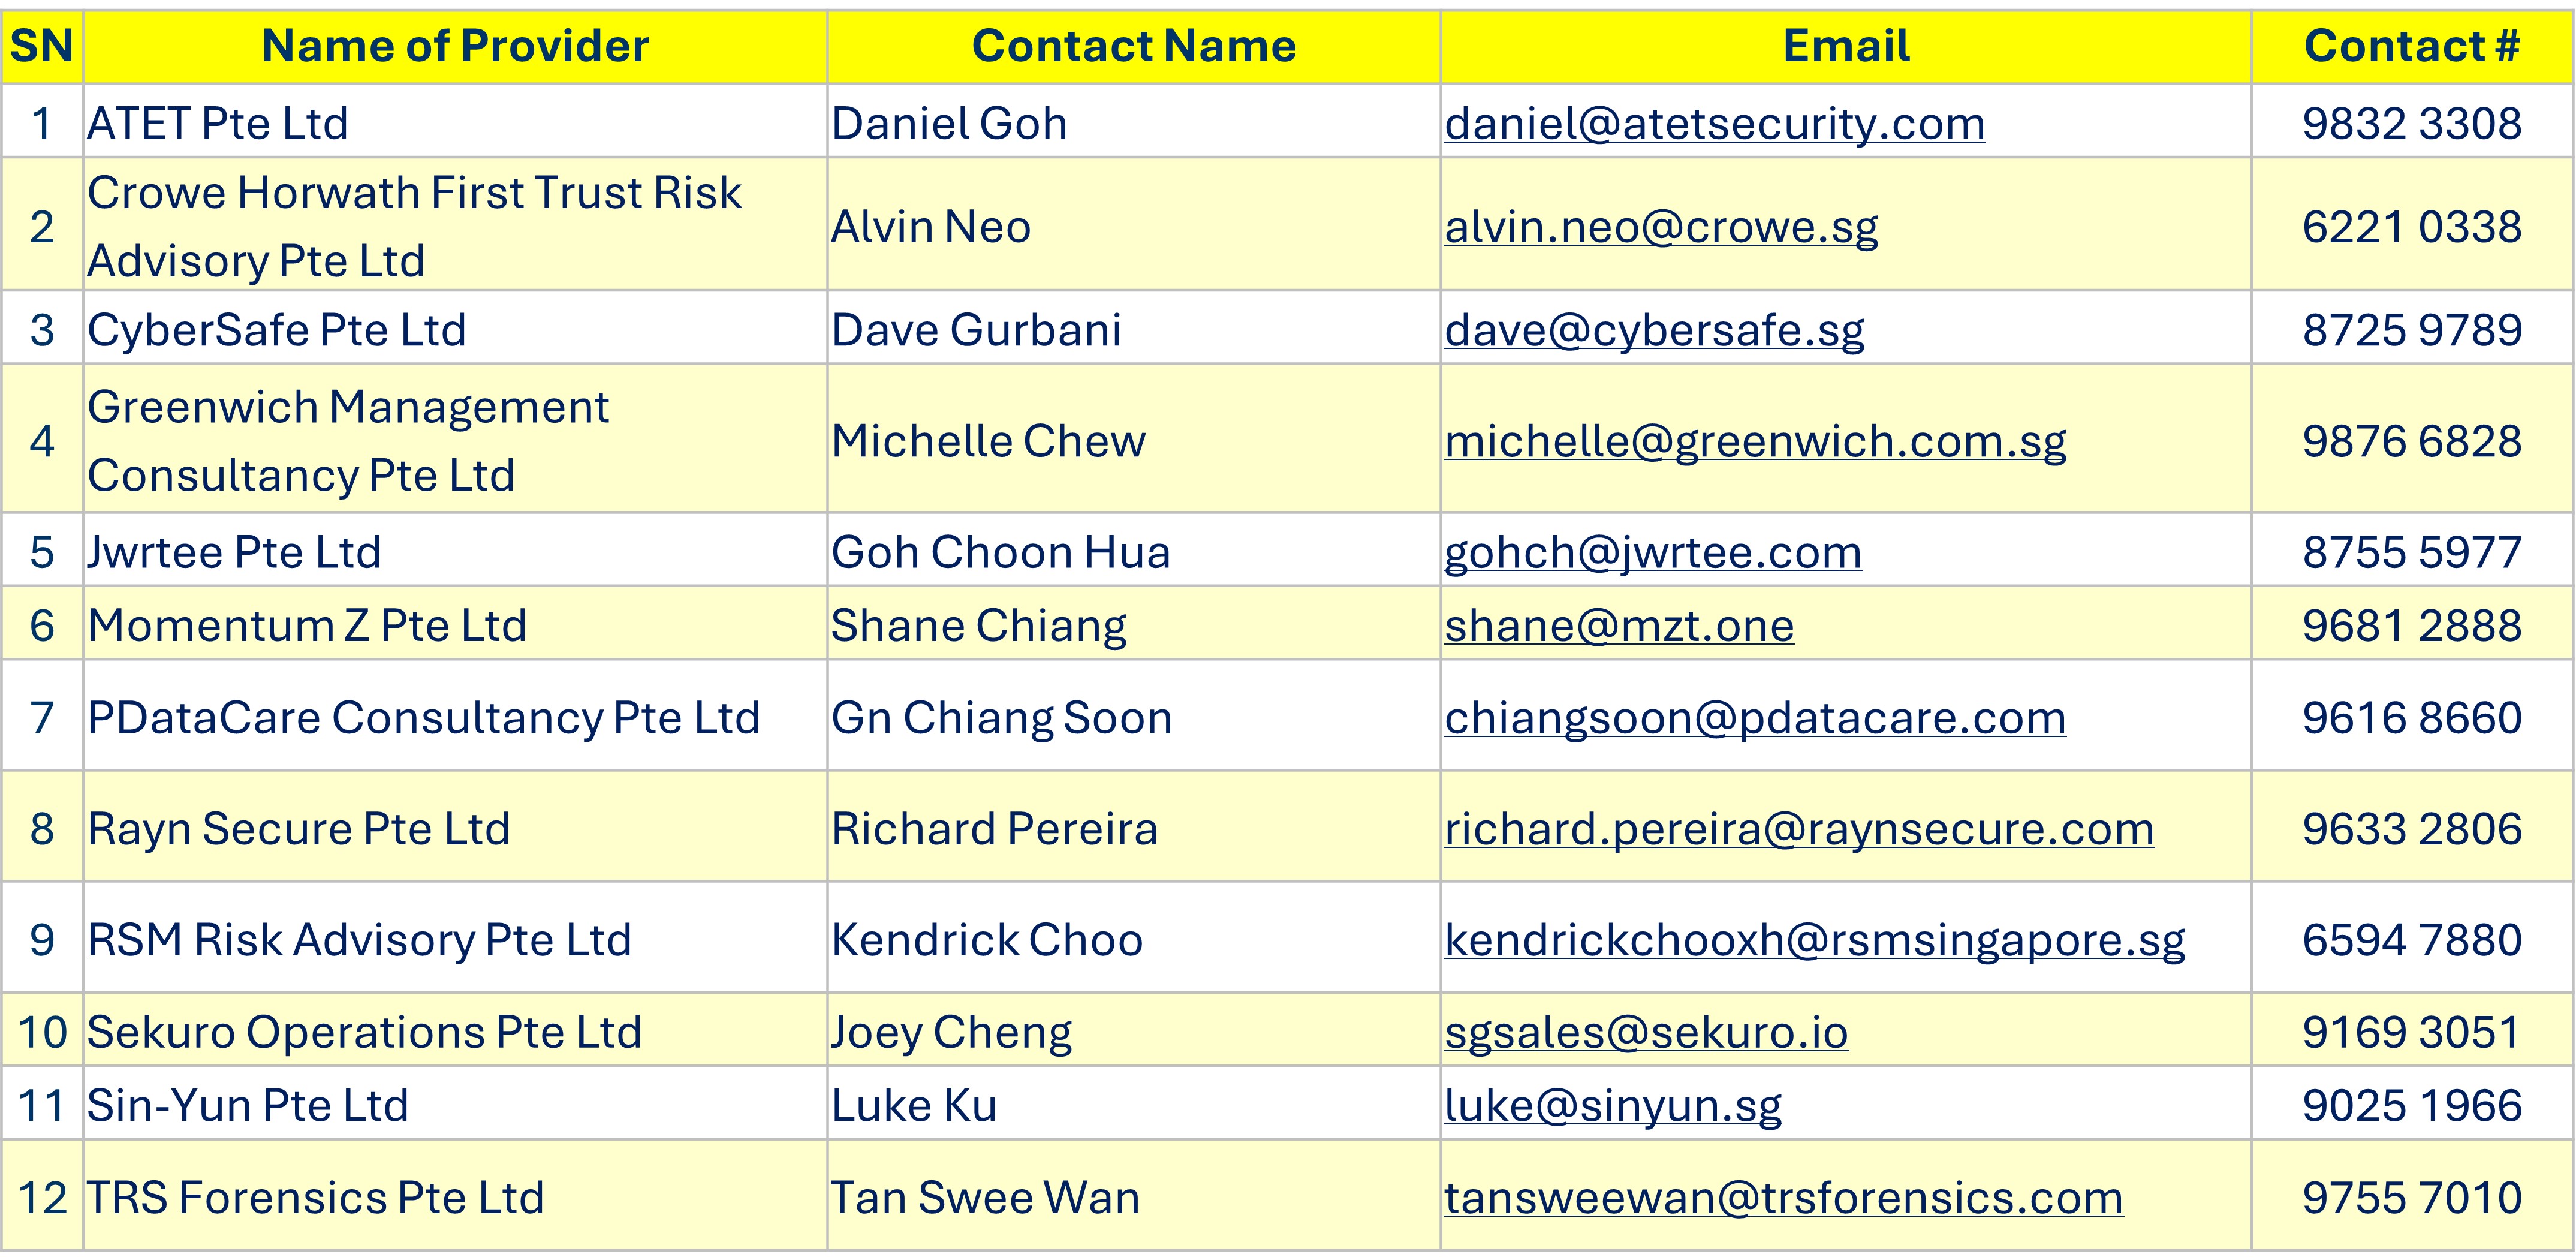 SN Name of Provider Contact Name Email Contact #
1 ATET Pte Ltd Daniel Goh daniel@atetsecurity.com 9832 3308
2 Crowe Horwath First Trust Risk
Advisory Pte Ltd Alvin Neo alvin.neo@crowe.sg 6221 0338
3 CyberSafe Pte Ltd Dave Gurbani dave@cybersafe.sg 8725 9789
4 Greenwich Management
Consultancy Pte Ltd Michelle Chew michelle@greenwich.com.sg 9876 6828
5 Jwrtee Pte Ltd Goh Choon Hua gohch@jwrtee.com 8755 5977
6 Momentum Z Pte Ltd Shane Chiang shane@mzt.one 9681 2888
7 PDataCare Consultancy Pte Ltd Gn Chiang Soon chiangsoon@pdatacare.com 9616 8660
8 Rayn Secure Pte Ltd Richard Pereira richard.pereira@raynsecure.com 9633 2806
9 RSM Risk Advisory Pte Ltd Kendrick Choo kendrickchooxh@rsmsingapore.sg 6594 7880
10 Sekuro Operations Pte Ltd Joey Cheng sgsales@sekuro.io 9169 3051
11 Sin-Yun Pte Ltd Luke Ku luke@sinyun.sg 9025 1966
12 TRS Forensics Pte Ltd Tan Swee Wan tansweewan@trsforensics.com 9755 7010